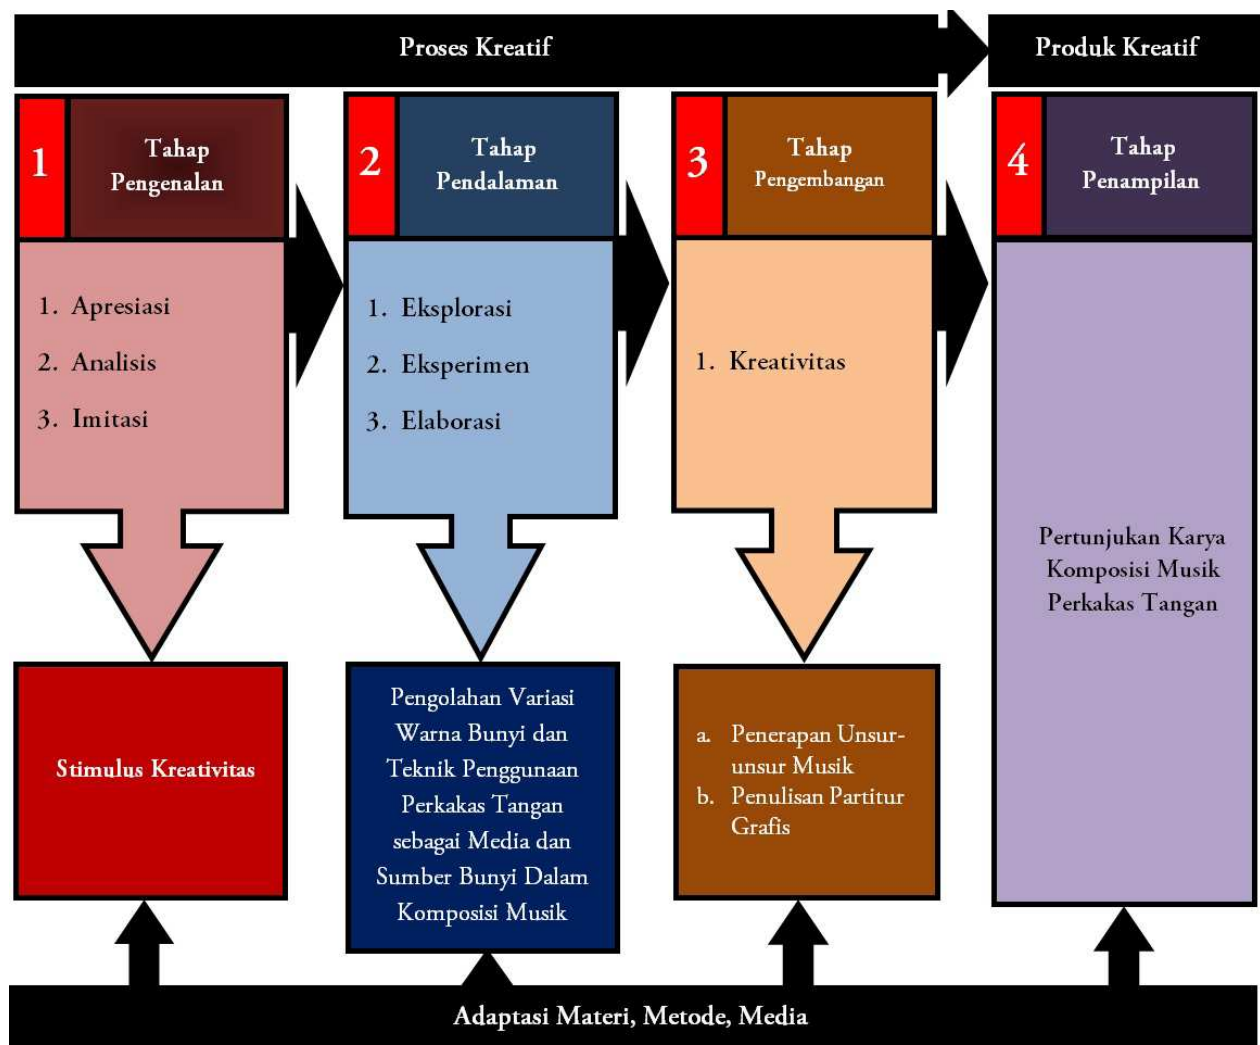 Proses Kreatif
Produk Kreatif
1
Tahap
Pengenalan
2
Tahap
Pendalaman
3
Tahap
Pengembangan
4
Tahap
Penampilan
1. Apresiasi
2. Analisis
3. Imitasi
1. Eksplorasi
2. Eksperimen
3. Elaborasi
1. Kreativitas
Pertunjukan Karya
Komposisi Musik
Perkakas Tangan
Stimulus Kreativitas
Pengolahan Variasi
Warna Bunyi dan
Teknik Penggunaan
Perkakas Tangan
sebagai Media dan
Sumber Bunyi Dalam
Komposisi Musik
a. Penerapan Unsur-
unsur Musik
b. Penulisan Partitur
Grafis
Adaptasi Materi, Metode, Media